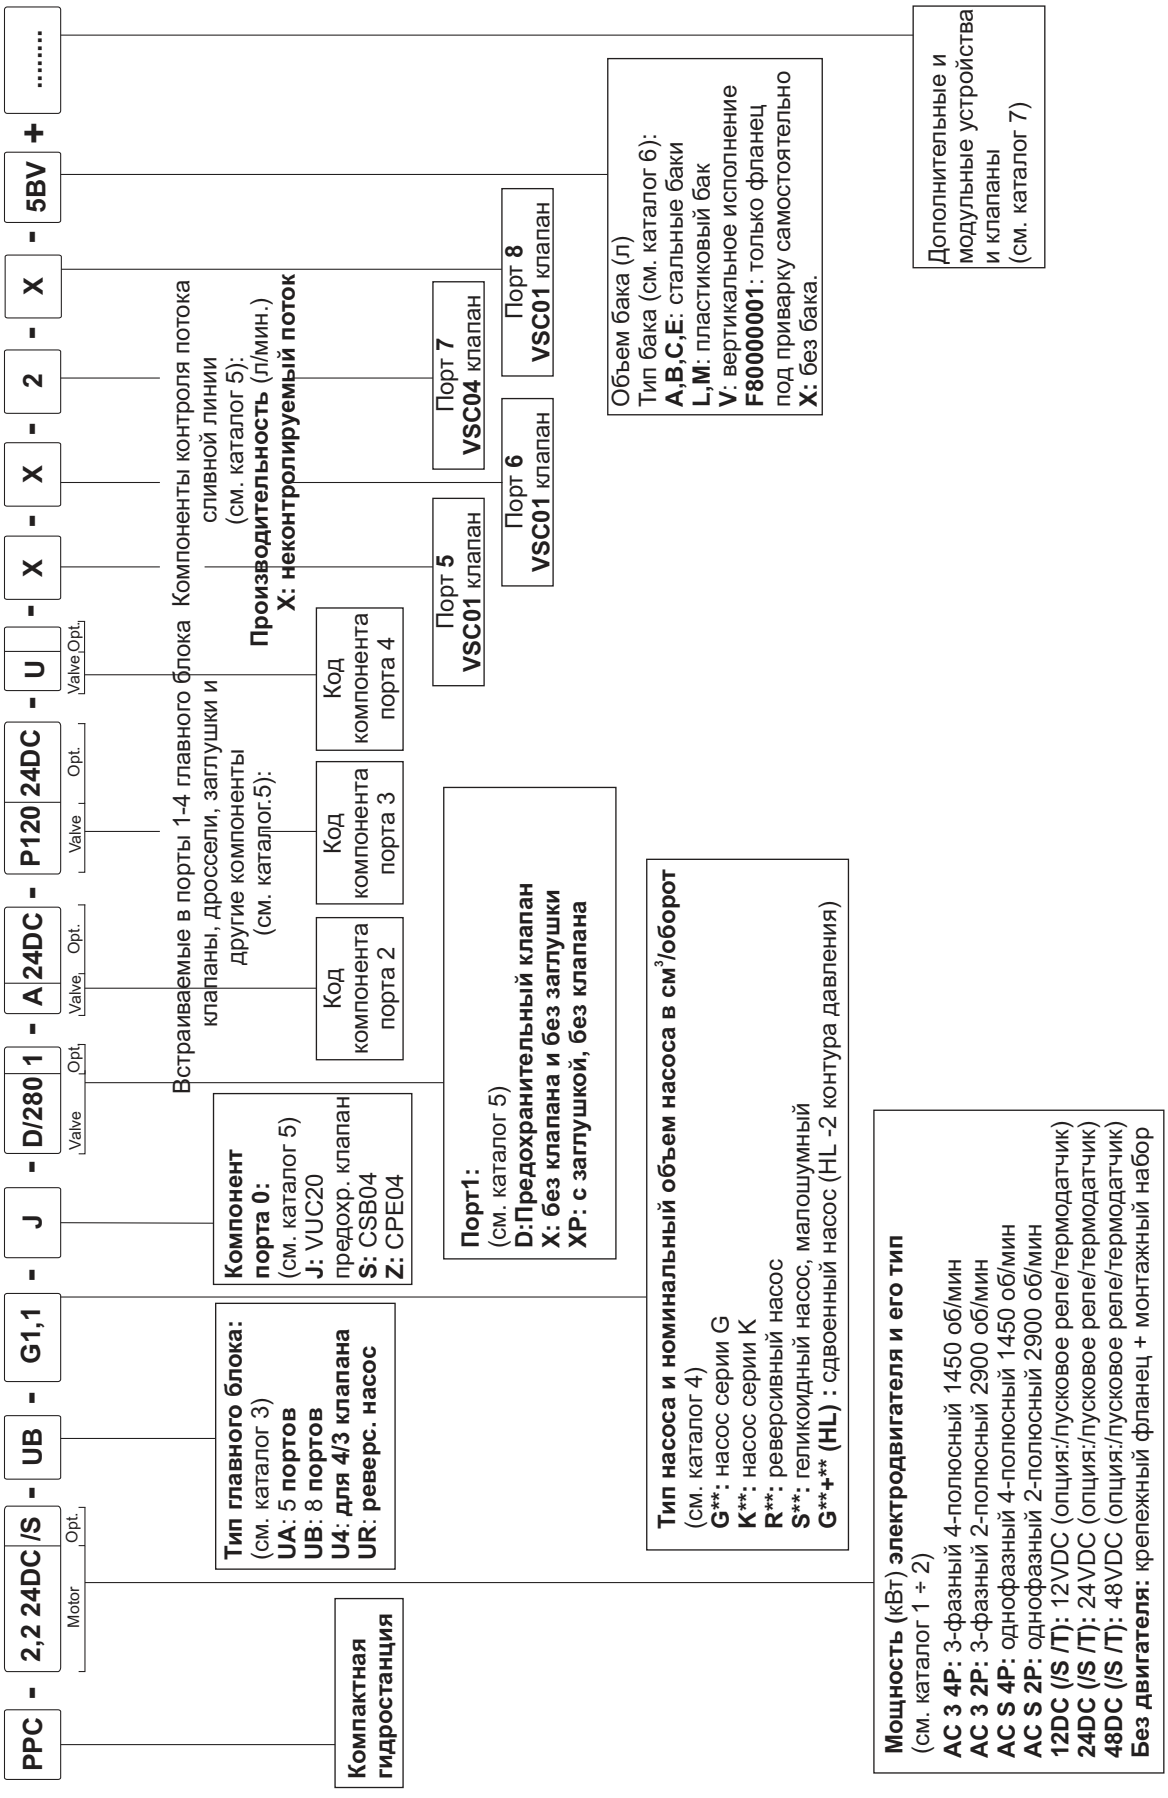 PPC - 2,2 24DC /S - UB - G1,1 - J - D/280 1 - A 24DC - P120 24DC - U - X - X - 2 - X - 5BV + ........
Motor Opt. Valve Opt. Valve Opt. Valve Opt. Valve Opt.
Компактная
гидростанция
Тип главного блока:
(см. каталог 3)
UA: 5 портов
UB: 8 портов
U4: для 4/3 клапана
UR: реверс. насос
Компонент
порта 0:
(см. каталог 5)
J: VUC20
предохр. клапан
S: CSB04
Z: CPE04
Встраиваемые в порты 1-4 главного блока
клапаны, дроссели, заглушки и
другие компоненты
(см. каталог.5):
Код
компонента
порта 2
Код
компонента
порта 3
Код
компонента
порта 4
Компоненты контроля потока
сливной линии
(см. каталог 5):
Производительность (л/мин.)
X: неконтролируемый поток
Порт 5
VSC01 клапан
Порт 6
VSC01 клапан
Порт 7
VSC04 клапан
Порт 8
VSC01 клапан
Порт1:
(см. каталог 5)
D:Предохранительный клапан
X: без клапана и без заглушки
XP: с заглушкой, без клапана
Объем бака (л)
Тип бака (см. каталог 6):
A,B,C,E: стальные баки
L,M: пластиковый бак
V: вертикальное исполнение
F80000001: только фланец
под приварку самостоятельно
X: без бака.
Тип насоса и номинальный объем насоса в см³/оборот
(см. каталог 4)
G**: насос серии G
K**: насос серии K
R**: реверсивный насос
S**: геликоидный насос, малошумный
G**+** (HL) : сдвоенный насос (HL -2 контура давления)
Мощность (кВт) электродвигателя и его тип
(см. каталог 1 ÷ 2)
AC 3 4P: 3-фазный 4-полюсный 1450 об/мин
AC 3 2P: 3-фазный 2-полюсный 2900 об/мин
AC S 4P: однофазный 4-полюсный 1450 об/мин
AC S 2P: однофазный 2-полюсный 2900 об/мин
12DC (/S /T): 12VDC (опция:/пусковое реле/термодатчик)
24DC (/S /T): 24VDC (опция:/пусковое реле/термодатчик)
48DC (/S /T): 48VDC (опция:/пусковое реле/термодатчик)
Без двигателя: крепежный фланец + монтажный набор
Дополнительные и
модульные устройства
и клапаны
(см. каталог 7)